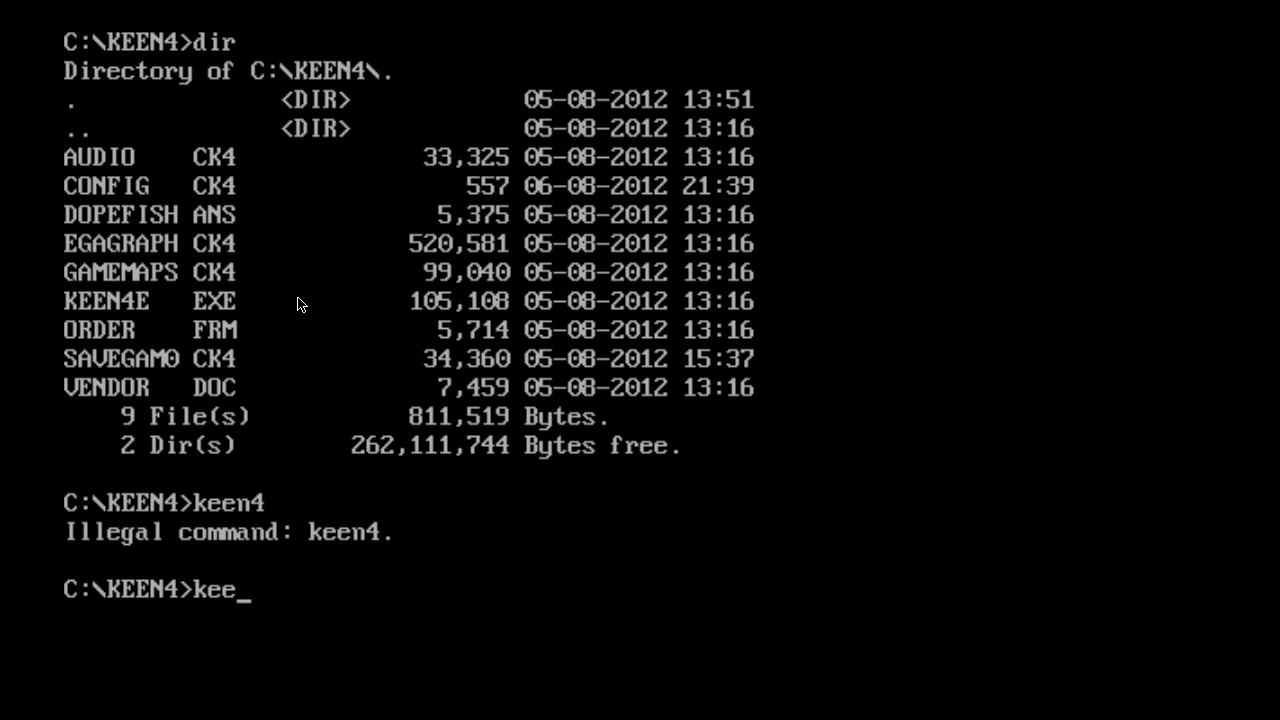 C:\KEEN4>dir
Directory of C:\KEEN4\.
.               <DIR>            05-08-2012 13:51
..              <DIR>            05-08-2012 13:16
AUDIO    CK4             33,325 05-08-2012 13:16
CONFIG   CK4                557 06-08-2012 21:39
DOPEFISH ANS              5,375 05-08-2012 13:16
EGAGRAPH CK4            520,581 05-08-2012 13:16
GAMEMAPS CK4             99,040 05-08-2012 13:16
KEEN4E   EXE            105,108 05-08-2012 13:16
ORDER    FRM              5,714 05-08-2012 13:16
SAVEGAM0 CK4             34,360 05-08-2012 15:37
VENDOR   DOC              7,459 05-08-2012 13:16
    9 File(s)           811,519 Bytes.
    2 Dir(s)        262,111,744 Bytes free.
C:\KEEN4>keen4
Illegal command: keen4.
C:\KEEN4>kee_